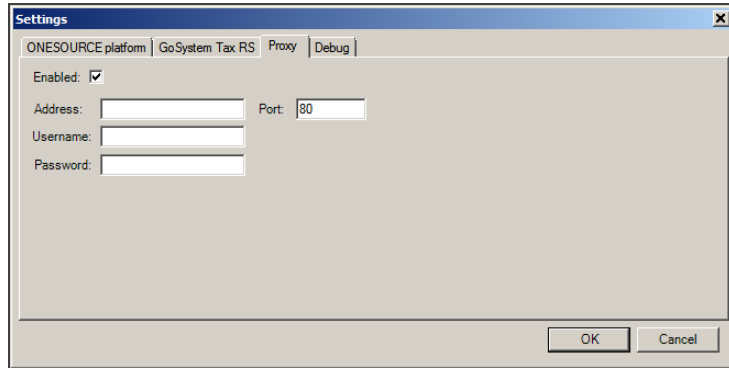 Settings
ONESOURCE platform GoSystem Tax RS Proxy Debug
Enabled:
Address: Port: 80
Username:
Password:
OK Cancel